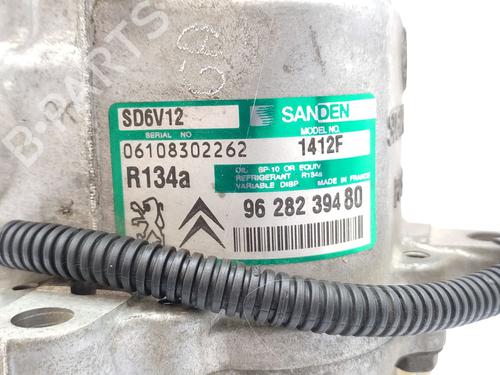 SD6V12 SANDEN
SERIAL NO MODEL NO.
06108302262 1412F
R134a
OIL SP-10 OR EQUIV
REFRIGERANT R134a
VARIABLE DISP MADE IN FRANCE
96 282 394 80